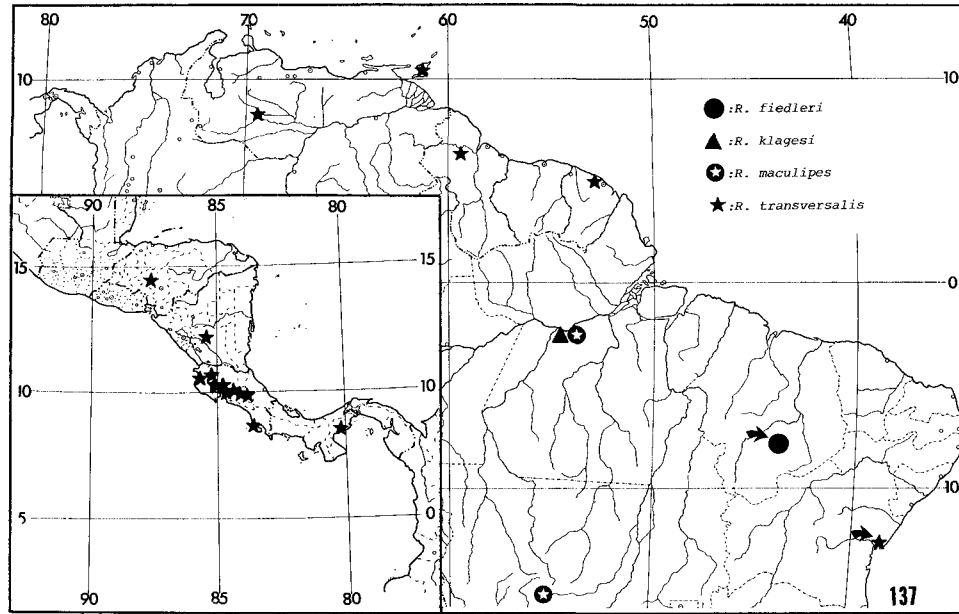 80 70 60 50 40
10 10
:R. fiedleri
:R. klagesi
:R. maculipes
:R. transversalis
90 85 80
15 15 0
10 10
10
5 0
90 85 80
137